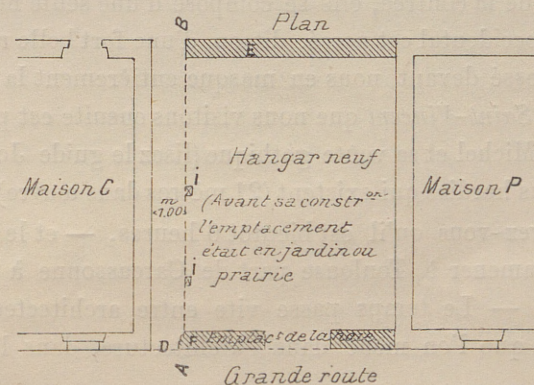 B
Plan
E
Hangar neuf
Maison C
Maison P
i
m
1.00
(Avant sa constr.on
l'emplacement
était en jardin ou
prairie
i
D
F
Emplact de la haie
A
Grande route